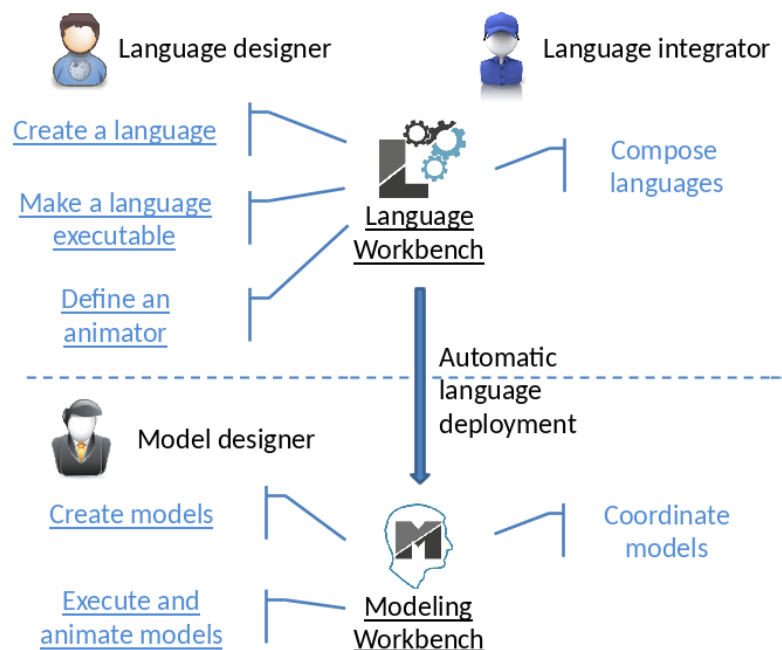 Language designer
Language integrator
Create a language
Make a language
executable
Define an
animator
Language
Workbench
Compose
languages
Automatic
language
deployment
Model designer
Create models
Execute and
animate models
M
Modeling
Workbench
Coordinate
models